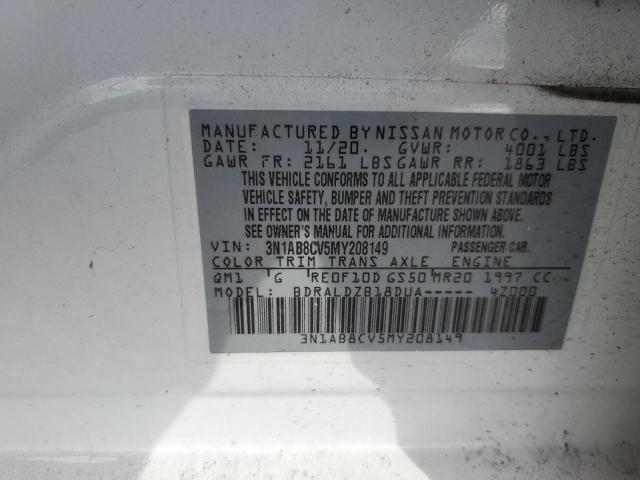 MANUFACTURED BY NISSAN MOTOR CO., LTD.
DATE: 11/20. GVWR: 4001 LBS
GAWR FR: 2161 LBS GAWR RR: 1863 LBS
THIS VEHICLE CONFORMS TO ALL APPLICABLE FEDERAL MOTOR
VEHICLE SAFETY, BUMPER AND THEFT PREVENTION STANDARDS
IN EFFECT ON THE DATE OF MANUFACTURE SHOWN ABOVE.
SEE OWNER'S MANUAL FOR ADDITIONAL INFORMATION
VIN: 3N1AB8CV5MY208149 PASSENGER CAR.
COLOR TRIM TRANS AXLE ENGINE
QM1 G RE0F10D GS50 MR20 1997 CC
MODEL: BDRALDZB18DUA----- 4Z000
3N1AB8CV5MY208149